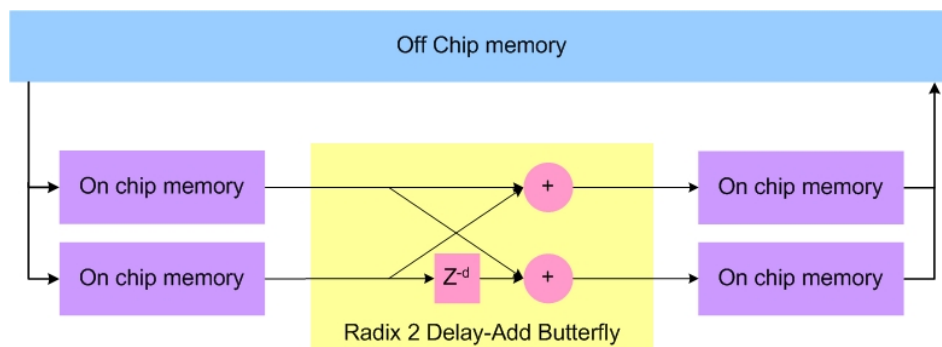 Off Chip memory
On chip memory
+
On chip memory
On chip memory
Z-d
+
On chip memory
Radix 2 Delay-Add Butterfly